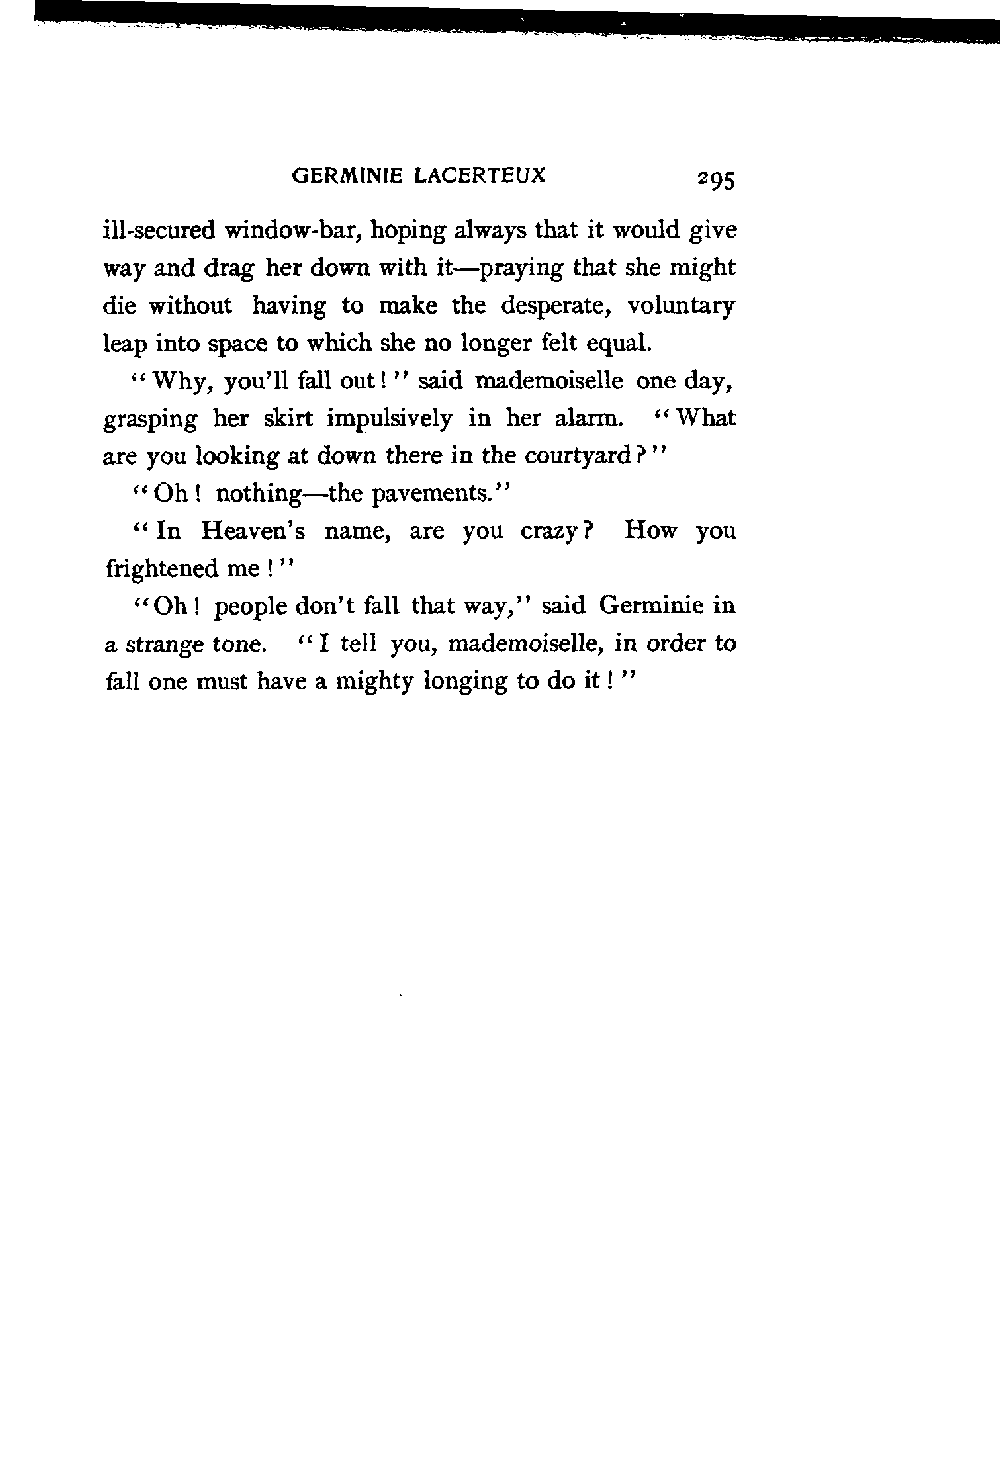 GERMINIE LACERTEUX 295
ill-secured window-bar, hoping always that it would give
way and drag her down with it—praying that she might
die without having to make the desperate, voluntary
leap into space to which she no longer felt equal.
“Why, you'll fall out!” said mademoiselle one day,
grasping her skirt impulsively in her alarm. “What
are you looking at down there in the courtyard?”
“Oh! nothing—the pavements.”
“In Heaven's name, are you crazy? How you
frightened me!”
“Oh! people don't fall that way,” said Germinie in
a strange tone. “I tell you, mademoiselle, in order to
fall one must have a mighty longing to do it!”